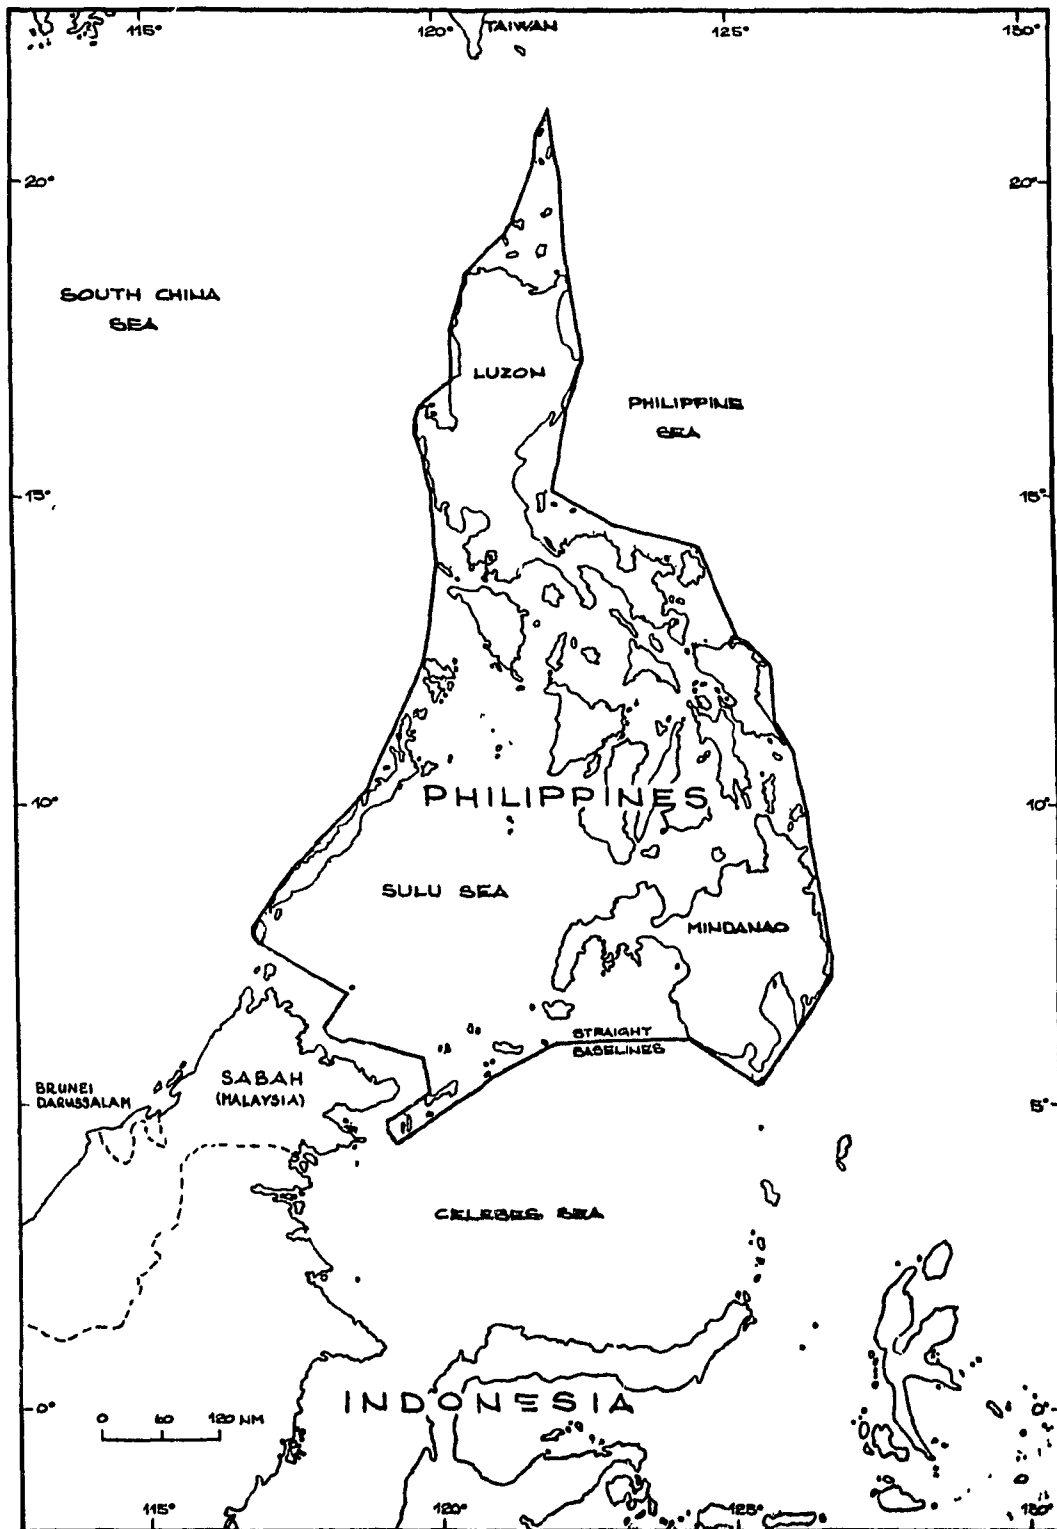 TAIWAN
115° 120° 125° 130°
20° 20°
SOUTH CHINA
SEA
LUZON
PHILIPPINE
SEA
15° 15°
PHILIPPINES
10° 10°
SULU SEA
MINDANAO
STRAIGHT
BASELINES
SABAH
(MALAYSIA)
BRUNEI
DARUSSALAM
5° 5°
CELEBES SEA
INDONESIA
0° 0°
0 60 120 NM
115° 120° 125° 130°